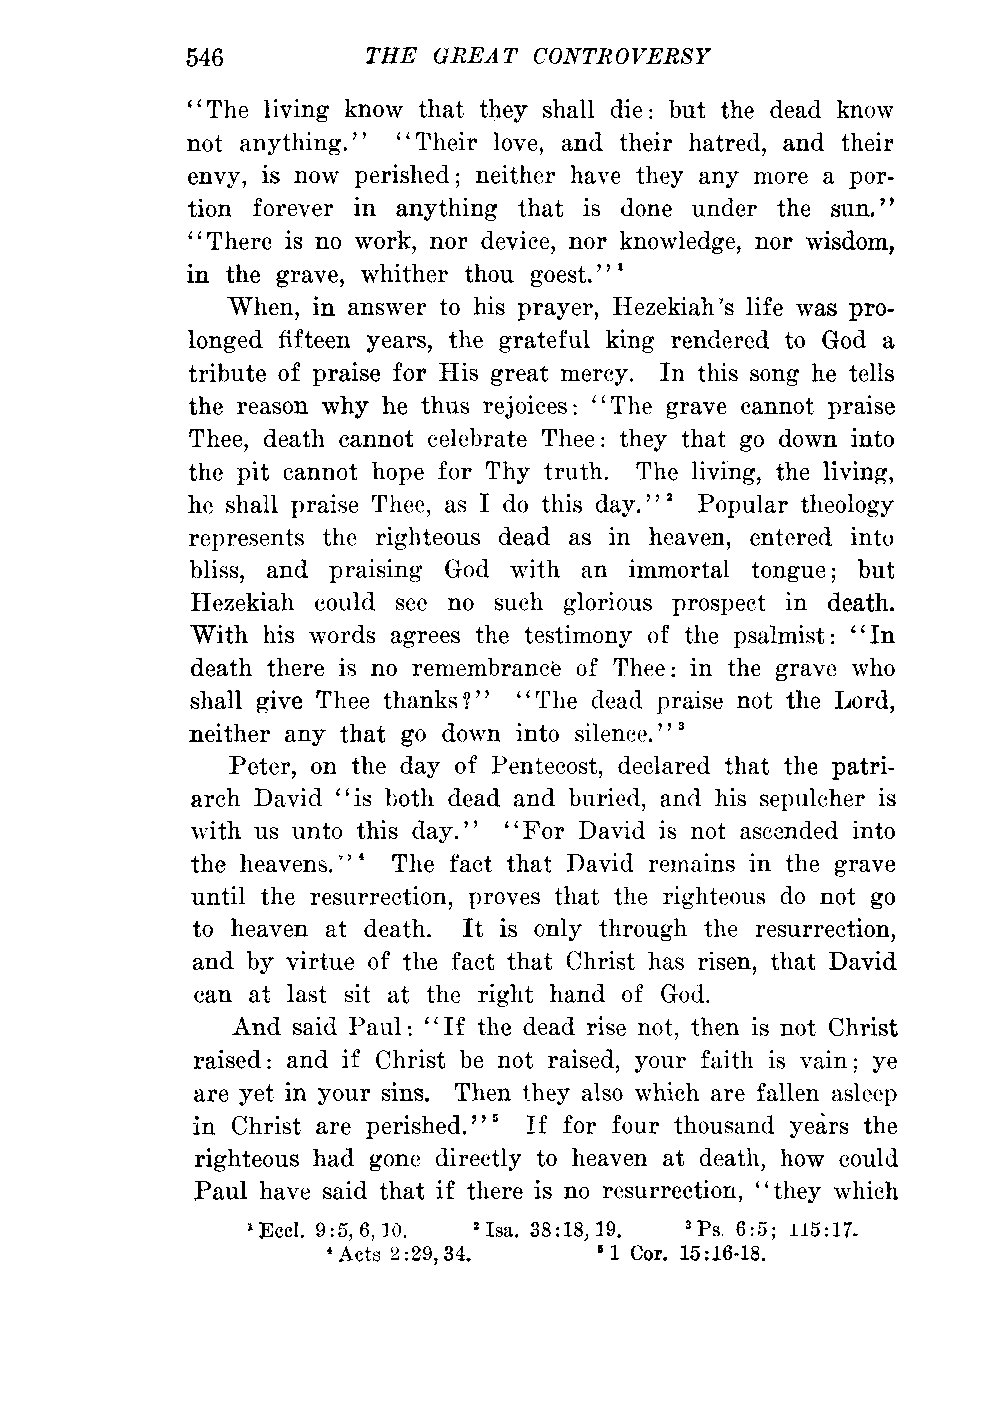 546 THE GREAT CONTROVERSY
"The living know that they shall die: but the dead know
not anything." "Their love, and their hatred, and their
envy, is now perished; neither have they any more a por-
tion forever in anything that is done under the sun."
"There is no work, nor device, nor knowledge, nor wisdom,
in the grave, whither thou goest."¹
When, in answer to his prayer, Hezekiah's life was pro-
longed fifteen years, the grateful king rendered to God a
tribute of praise for His great mercy. In this song he tells
the reason why he thus rejoices: "The grave cannot praise
Thee, death cannot celebrate Thee: they that go down into
the pit cannot hope for Thy truth. The living, the living,
he shall praise Thee, as I do this day."² Popular theology
represents the righteous dead as in heaven, entered into
bliss, and praising God with an immortal tongue; but
Hezekiah could see no such glorious prospect in death.
With his words agrees the testimony of the psalmist: "In
death there is no remembrance of Thee: in the grave who
shall give Thee thanks?" "The dead praise not the Lord,
neither any that go down into silence."³
Peter, on the day of Pentecost, declared that the patri-
arch David "is both dead and buried, and his sepulcher is
with us unto this day." "For David is not ascended into
the heavens."⁴ The fact that David remains in the grave
until the resurrection, proves that the righteous do not go
to heaven at death. It is only through the resurrection,
and by virtue of the fact that Christ has risen, that David
can at last sit at the right hand of God.
And said Paul: "If the dead rise not, then is not Christ
raised: and if Christ be not raised, your faith is vain; ye
are yet in your sins. Then they also which are fallen asleep
in Christ are perished."⁵ If for four thousand years the
righteous had gone directly to heaven at death, how could
Paul have said that if there is no resurrection, "they which
¹ Eccl. 9:5, 6, 10. ² Isa. 38:18, 19. ³ Ps. 6:5; 115:17.
⁴ Acts 2:29, 34. ⁵ 1 Cor. 15:16-18.